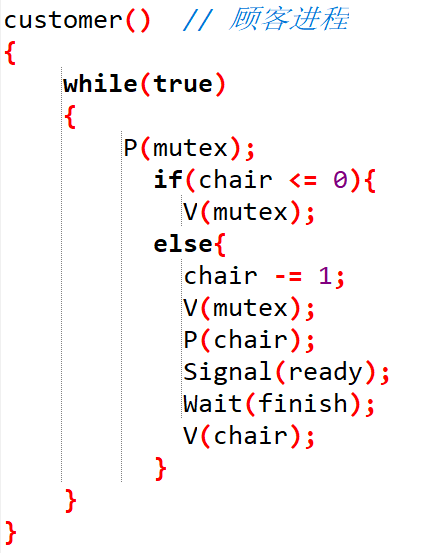 customer()  // 顾客进程
{
    while(true)
    {
        P(mutex);
          if(chair <= 0){
            V(mutex);
          else{
            chair -= 1;
            V(mutex);
            P(chair);
            Signal(ready);
            Wait(finish);
            V(chair);
          }
    }
}